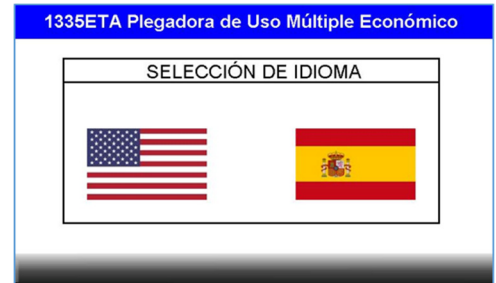 1335ETA Plegadora de Uso Múltiple Económico
SELECCIÓN DE IDIOMA